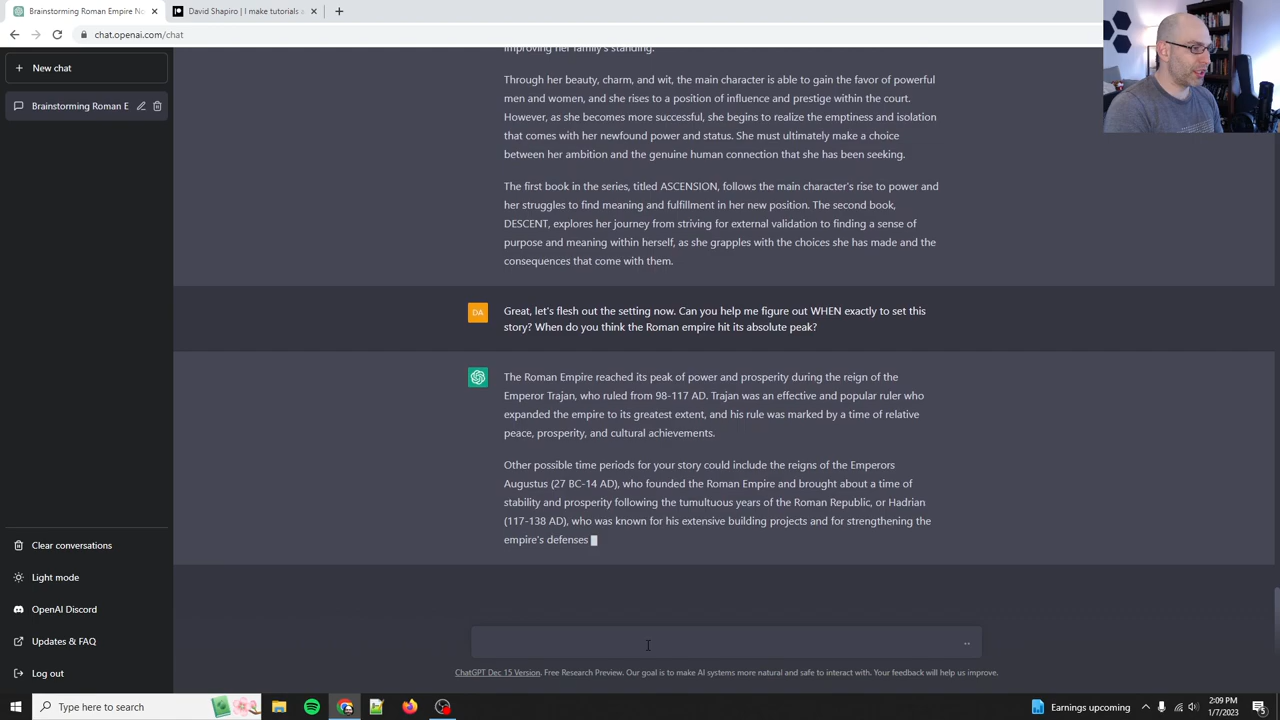 Brainstorming Roman Empire No
David Shapiro | I make tutorials a
chat.openai.com/chat
New chat
Brainstorming Roman E
improving her family's standing.
Through her beauty, charm, and wit, the main character is able to gain the favor of powerful
men and women, and she rises to a position of influence and prestige within the court.
However, as she becomes more successful, she begins to realize the emptiness and isolation
that comes with her newfound power and status. She must ultimately make a choice
between her ambition and the genuine human connection that she has been seeking.
The first book in the series, titled ASCENSION, follows the main character's rise to power and
her struggles to find meaning and fulfillment in her new position. The second book,
DESCENT, explores her journey from striving for external validation to finding a sense of
purpose and meaning within herself, as she grapples with the choices she has made and the
consequences that come with them.
DA
Great, let's flesh out the setting now. Can you help me figure out WHEN exactly to set this
story? When do you think the Roman empire hit its absolute peak?
The Roman Empire reached its peak of power and prosperity during the reign of the
Emperor Trajan, who ruled from 98-117 AD. Trajan was an effective and popular ruler who
expanded the empire to its greatest extent, and his rule was marked by a time of relative
peace, prosperity, and cultural achievements.
Other possible time periods for your story could include the reigns of the Emperors
Augustus (27 BC-14 AD), who founded the Roman Empire and brought about a time of
stability and prosperity following the tumultuous years of the Roman Republic, or Hadrian
(117-138 AD), who was known for his extensive building projects and for strengthening the
empire's defenses
Clear conversations
Light mode
OpenAI Discord
Updates & FAQ
Log out
ChatGPT Dec 15 Version. Free Research Preview. Our goal is to make AI systems more natural and safe to interact with. Your feedback will help us improve.
Type here to search
Earnings upcoming
2:09 PM
1/7/2023